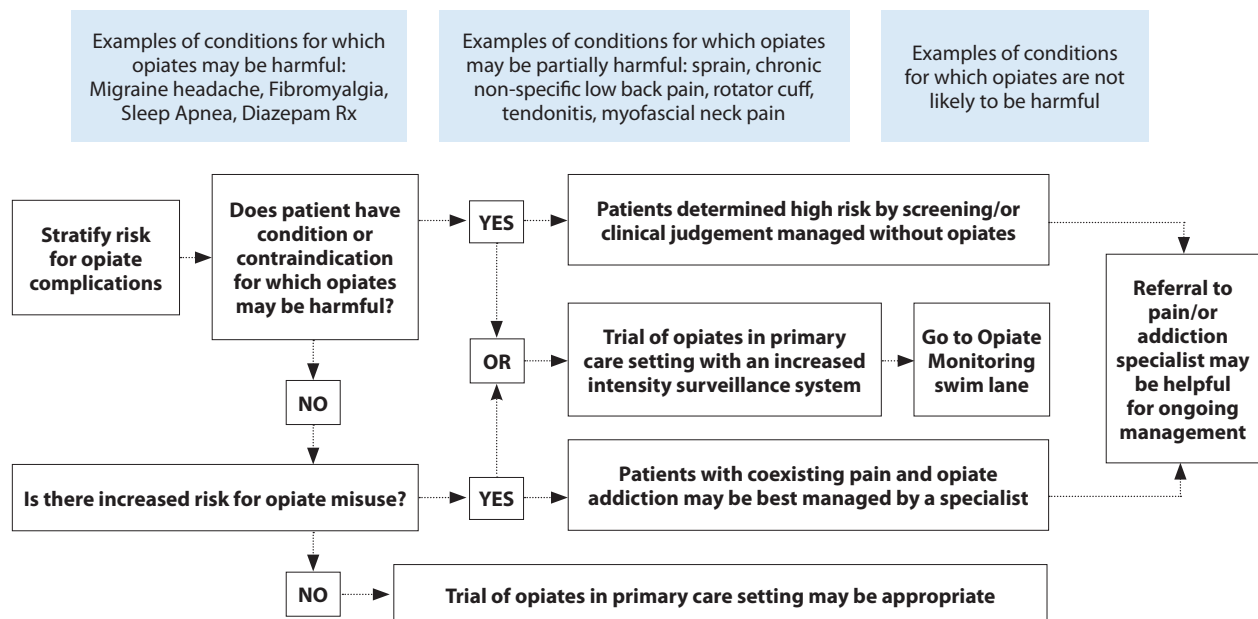 Examples of conditions for which
opiates may be harmful:
Migraine headache, Fibromyalgia,
Sleep Apnea, Diazepam Rx
Examples of conditions for which opiates
may be partially harmful: sprain, chronic
non-specific low back pain, rotator cuff,
tendonitis, myofascial neck pain
Examples of conditions
for which opiates are not
likely to be harmful
Stratify risk
for opiate
complications
Does patient have
condition or
contraindication
for which opiates
may be harmful?
YES
Patients determined high risk by screening/or
clinical judgement managed without opiates
OR
Trial of opiates in primary
care setting with an increased
intensity surveillance system
Go to Opiate
Monitoring
swim lane
Referral to
pain/or
addiction
specialist may
be helpful
for ongoing
management
NO
Is there increased risk for opiate misuse?
YES
Patients with coexisting pain and opiate
addiction may be best managed by a specialist
NO
Trial of opiates in primary care setting may be appropriate